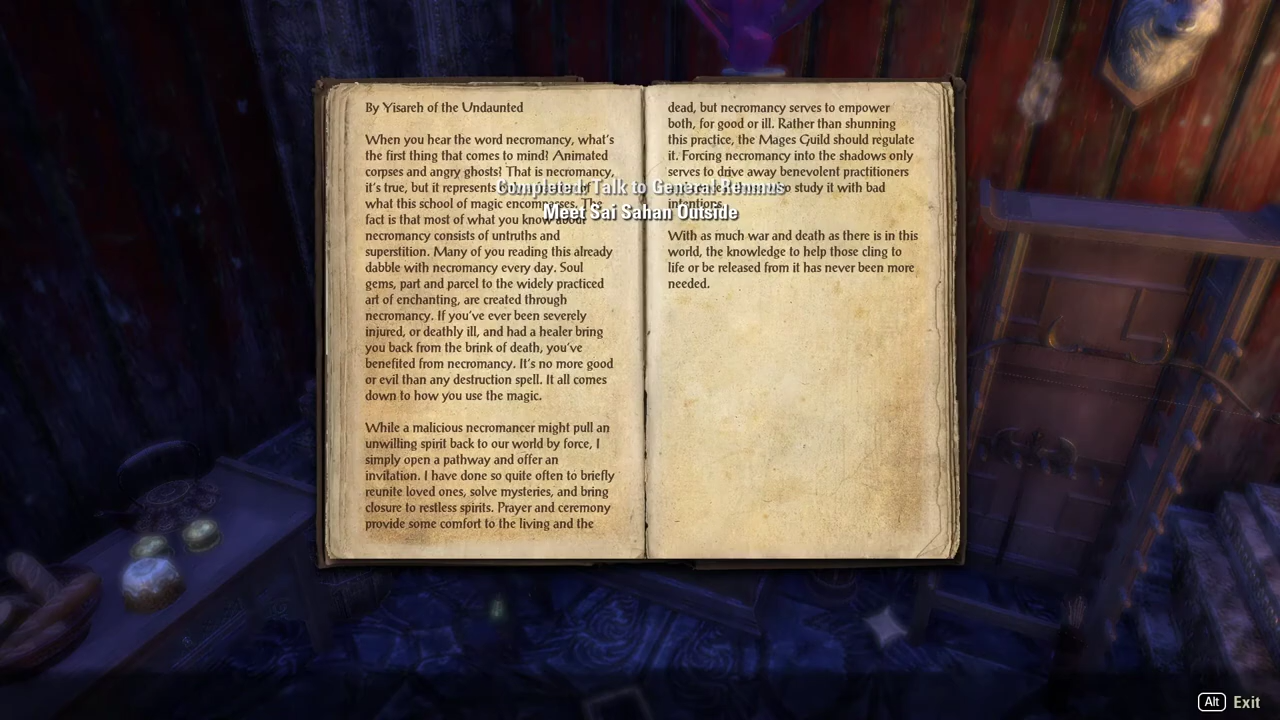 By Yisareh of the Undaunted
When you hear the word necromancy, what's
the first thing that comes to mind? Animated
corpses and angry ghosts? That is necromancy,
it's true, but it represents
what this school of magic encompasses. The
fact is that most of what you know about
necromancy consists of untruths and
superstition. Many of you reading this already
dabble with necromancy every day. Soul
gems, part and parcel to the widely practiced
art of enchanting, are created through
necromancy. If you've ever been severely
injured, or deathly ill, and had a healer bring
you back from the brink of death, you've
benefited from necromancy. It's no more good
or evil than any destruction spell. It all comes
down to how you use the magic.
While a malicious necromancer might pull an
unwilling spirit back to our world by force, I
simply open a pathway and offer an
invitation. I have done so quite often to briefly
reunite loved ones, solve mysteries, and bring
closure to restless spirits. Prayer and ceremony
provide some comfort to the living and the
dead, but necromancy serves to empower
both, for good or ill. Rather than shunning
this practice, the Mages Guild should regulate
it. Forcing necromancy into the shadows only
serves to drive away benevolent practitioners
to study it with bad
intentions.
With as much war and death as there is in this
world, the knowledge to help those cling to
life or be released from it has never been more
needed.
Completed: Talk to General Renmus
Meet Sai Sahan Outside
Alt Exit